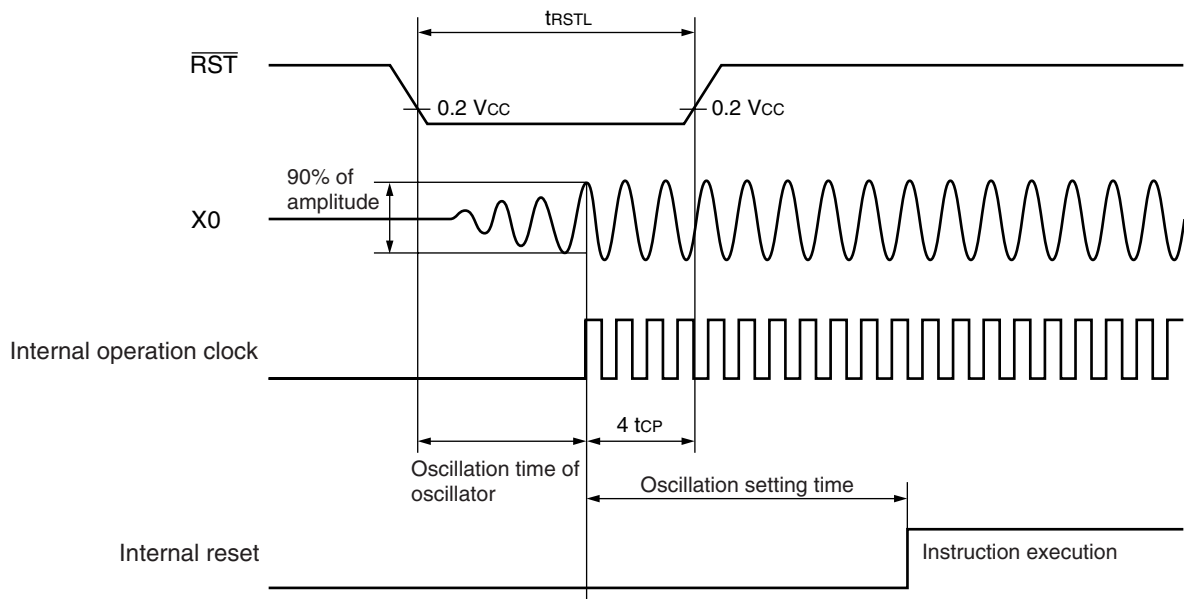 tRSTL
RST
0.2 VCC
0.2 VCC
90% of
amplitude
X0
Internal operation clock
4 tCP
Oscillation time of
oscillator
Oscillation setting time
Internal reset
Instruction execution